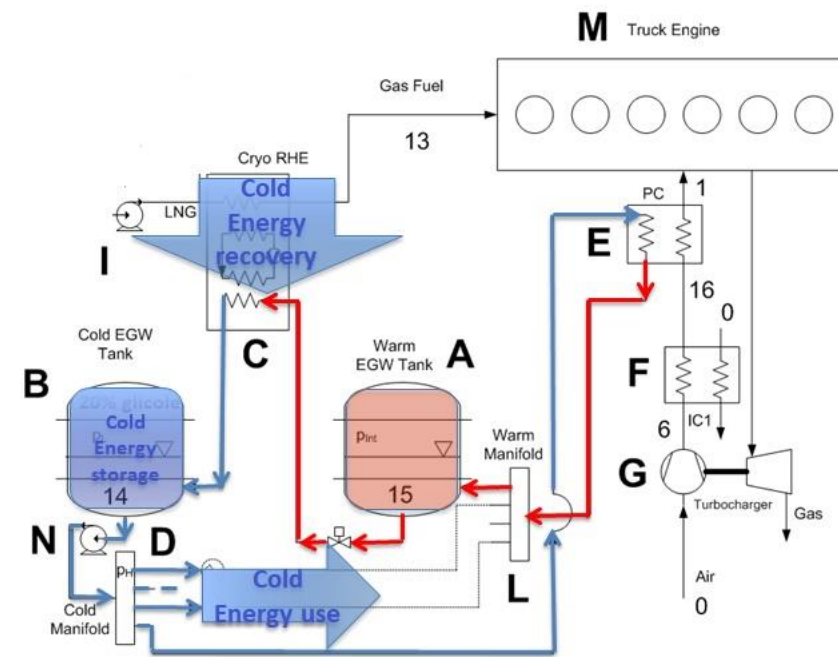 M
Truck Engine
Gas Fuel
13
Cryo RHE
LNG
Cold
Energy
recovery
I
PC
1
E
16
0
Cold EGW
Tank
C
Warm
EGW Tank
A
B
F
20% glicole
Cold
Energy
storage
14
p
int
15
Warm
Manifold
IC1
6
G
Turbocharger
Gas
N
D
Cold
Energy use
L
Cold
Manifold
Air
0